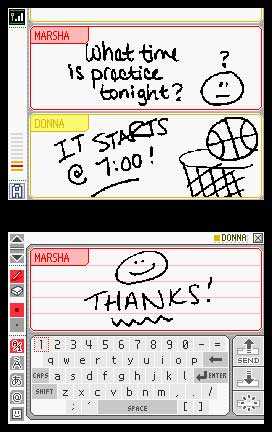 MARSHA
What time
is practice
tonight?
?
DONNA
IT STARTS
@ 7:00!
DONNA
MARSHA
THANKS!
1 2 3 4 5 6 7 8 9 0 - =
q w e r t y u i o p
CAPS a s d f g h j k l ENTER
SHIFT z x c v b n m , . /
; ´ SPACE [ ]
SEND